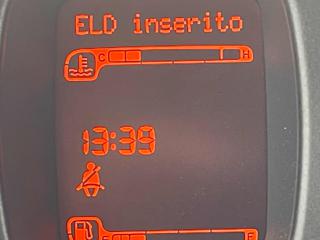 ELD inserito
C H
13:39
E F